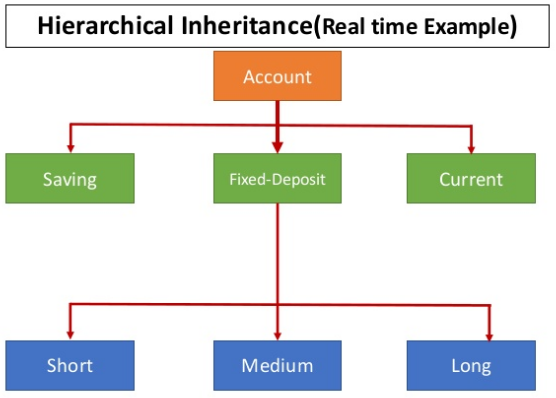 Hierarchical Inheritance(Real time Example)
Account
Saving
Fixed-Deposit
Current
Short
Medium
Long